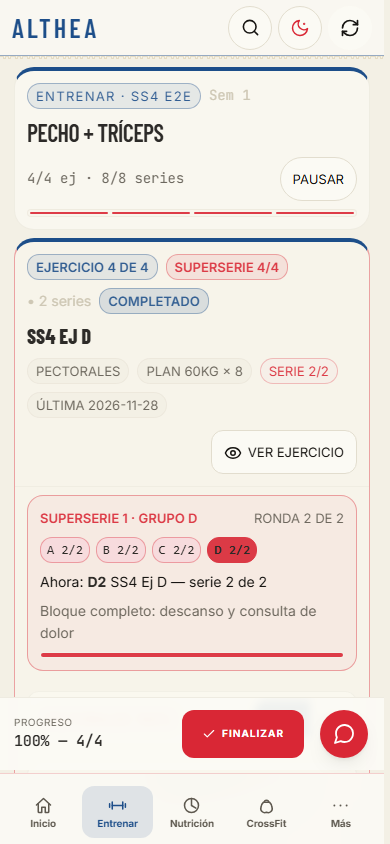 ALTHEA
ENTRENAR · SS4 E2E Sem 1
PECHO + TRÍCEPS
4/4 ej · 8/8 series
PAUSAR
EJERCICIO 4 DE 4 SUPERSERIE 4/4
• 2 series COMPLETADO
SS4 EJ D
PECTORALES PLAN 60KG × 8 SERIE 2/2
ÚLTIMA 2026-11-28
VER EJERCICIO
SUPERSERIE 1 · GRUPO D RONDA 2 DE 2
A 2/2 B 2/2 C 2/2 D 2/2
Ahora: D2 SS4 Ej D — serie 2 de 2
Bloque completo: descanso y consulta de
dolor
PROGRESO
100% — 4/4
FINALIZAR
Inicio Entrenar Nutrición CrossFit Más